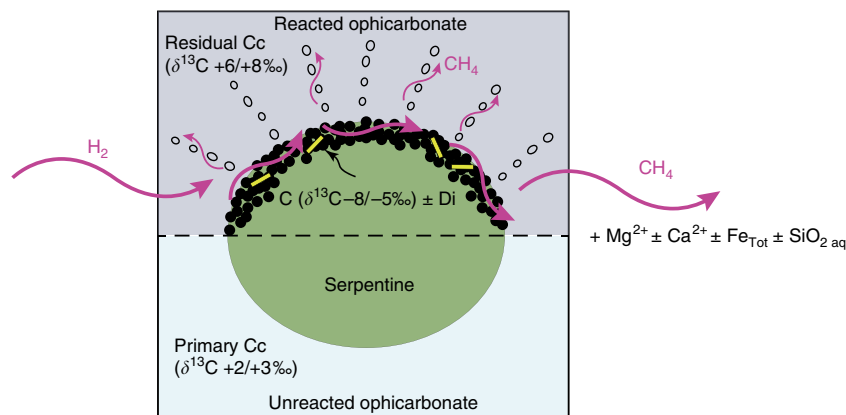 Reacted ophicarbonate
Residual Cc
(δ¹³C +6/+8‰)
CH₄
H₂
CH₄
C (δ¹³C–8/–5‰) ± Di
+ Mg²⁺ ± Ca²⁺ ± Fe_Tot ± SiO₂ aq
Serpentine
Primary Cc
(δ¹³C +2/+3‰)
Unreacted ophicarbonate